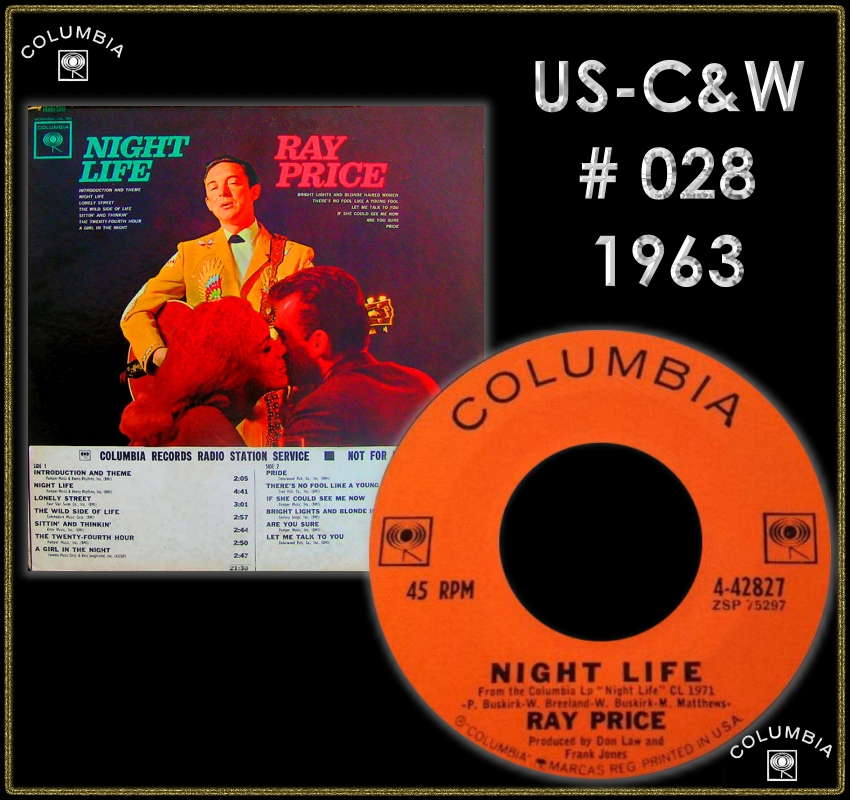 COLUMBIA
US-C&W
# 028
1963
COLUMBIA
NIGHT LIFE
RAY PRICE
INTRODUCTION AND THEME
NIGHT LIFE
LONELY STREET
THE WILD SIDE OF LIFE
SITTIN' AND THINKIN'
THE TWENTY-FOURTH HOUR
A GIRL IN THE NIGHT
BRIGHT LIGHTS AND BLONDE HAIRED WOMEN
THERE'S NO FOOL LIKE A YOUNG FOOL
LET ME TALK TO YOU
IF SHE COULD SEE ME NOW
ARE YOU SURE
PRIDE
COLUMBIA RECORDS RADIO STATION SERVICE NOT FOR
SIDE 1
INTRODUCTION AND THEME 2:05
NIGHT LIFE 4:41
LONELY STREET 3:01
THE WILD SIDE OF LIFE 2:57
SITTIN' AND THINKIN' 2:44
THE TWENTY-FOURTH HOUR 2:50
A GIRL IN THE NIGHT 2:47
21:30
SIDE 2
PRIDE
THERE'S NO FOOL LIKE A YOUNG
IF SHE COULD SEE ME NOW
BRIGHT LIGHTS AND BLONDE
ARE YOU SURE
LET ME TALK TO YOU
COLUMBIA
45 RPM
4-42827
ZSP 75297
NIGHT LIFE
From the Columbia Lp "Night Life" CL 1971
-P. Buskirk-W. Breeland-W. Buskirk-M. Matthews-
RAY PRICE
Produced by Don Law and
Frank Jones
℗"COLUMBIA" MARCAS REG. PRINTED IN U.S.A.
COLUMBIA